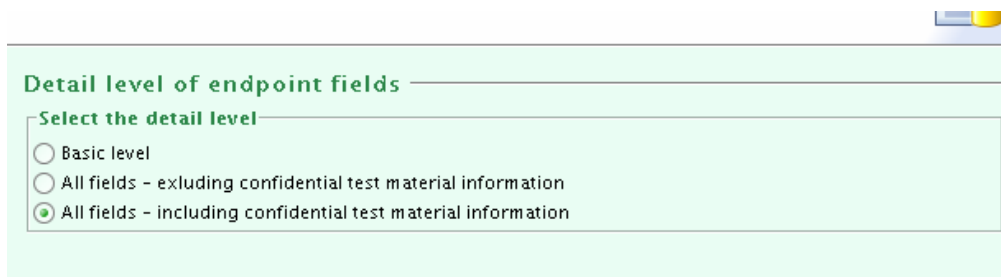 Detail level of endpoint fields
Select the detail level
Basic level
All fields - exluding confidential test material information
All fields - including confidential test material information